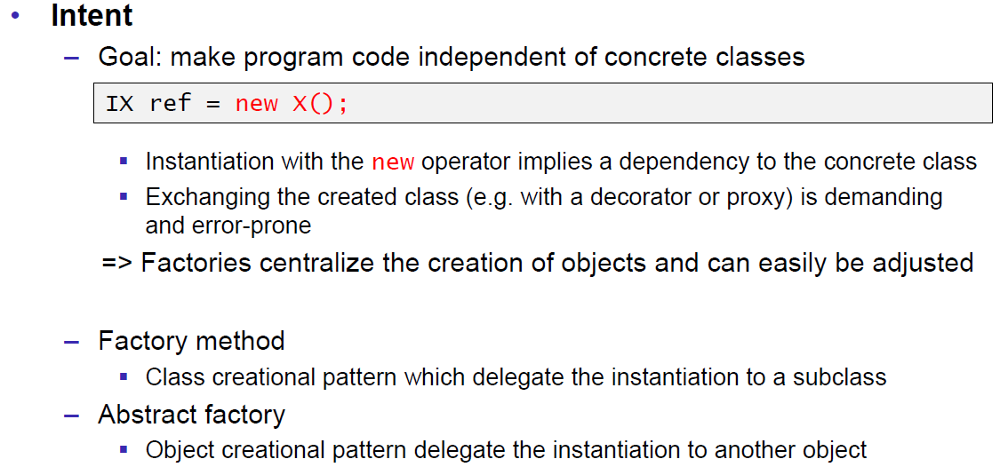 • Intent
– Goal: make program code independent of concrete classes
IX ref = new X();
▪ Instantiation with the new operator implies a dependency to the concrete class
▪ Exchanging the created class (e.g. with a decorator or proxy) is demanding
and error-prone
=> Factories centralize the creation of objects and can easily be adjusted
– Factory method
▪ Class creational pattern which delegate the instantiation to a subclass
– Abstract factory
▪ Object creational pattern delegate the instantiation to another object